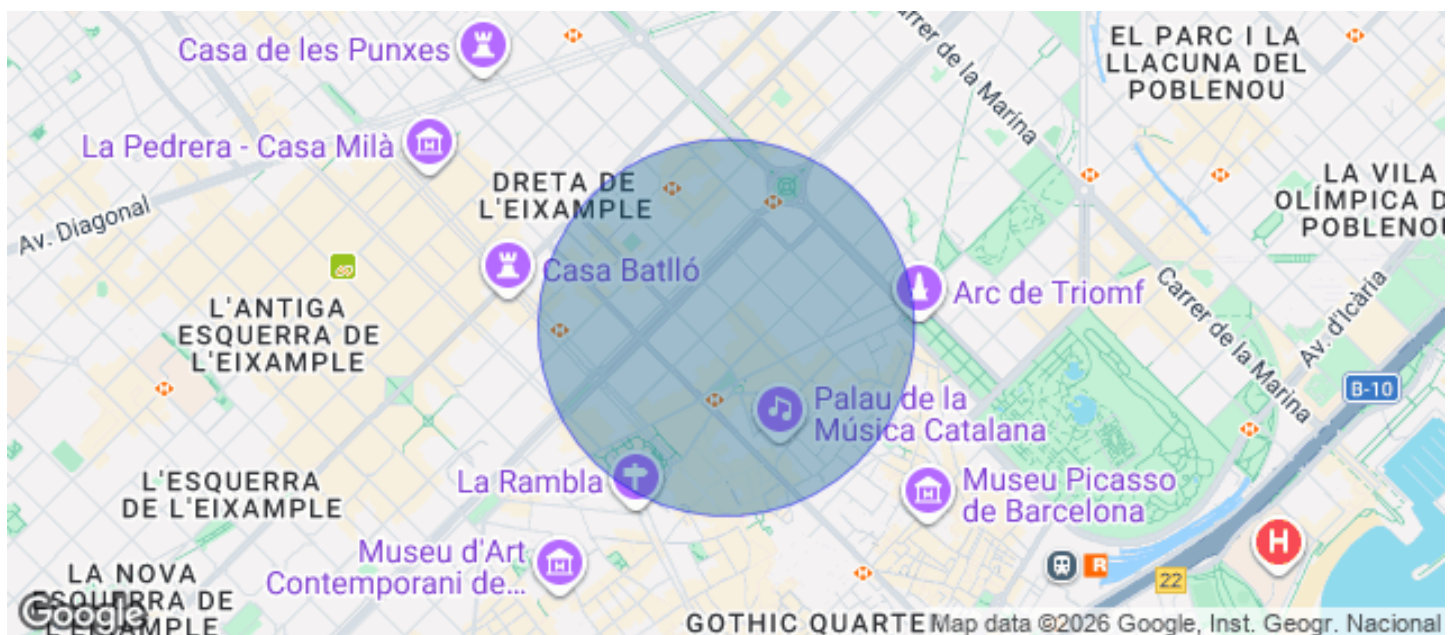 Casa de les Punxes
EL PARC I LA
LLACUNA DEL
POBLENOU
Carrer de la Marina
La Pedrera - Casa Milà
DRETA DE
L'EIXAMPLE
LA VILA
OLÍMPICA D
POBLENOU
Av. Diagonal
Casa Batlló
Arc de Triomf
L'ANTIGA
ESQUERRA DE
L'EIXAMPLE
Carrer de la Marina
Av. d'Icària
B-10
Palau de la
Música Catalana
L'ESQUERRA
DE L'EIXAMPLE
La Rambla
Museu Picasso
de Barcelona
H
Museu d'Art
Contemporani de...
R
22
LA NOVA
ESQUERRA DE
L'EIXAMPLE
Google
GOTHIC QUARTE
Map data ©2026 Google, Inst. Geogr. Nacional